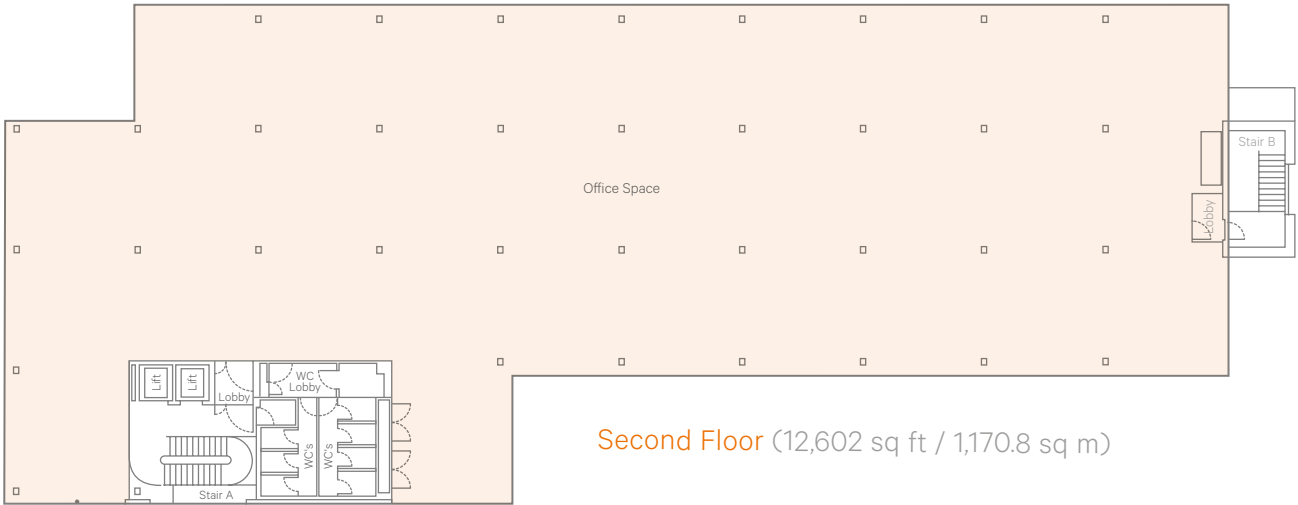 Stair B
Office Space
Lobby
Lift
Lift
Lobby
WC
Lobby
WC's
WC's
Stair A
Second Floor (12,602 sq ft / 1,170.8 sq m)